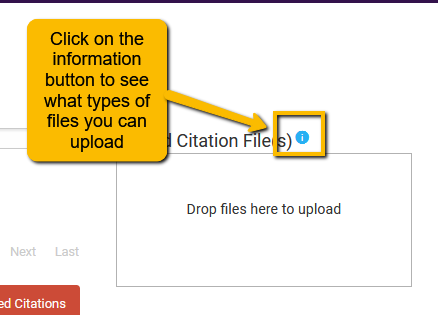 Click on the
information
button to see
what types of
files you can
upload
d Citation File(s)
i
Drop files here to upload
Next Last
ed Citations